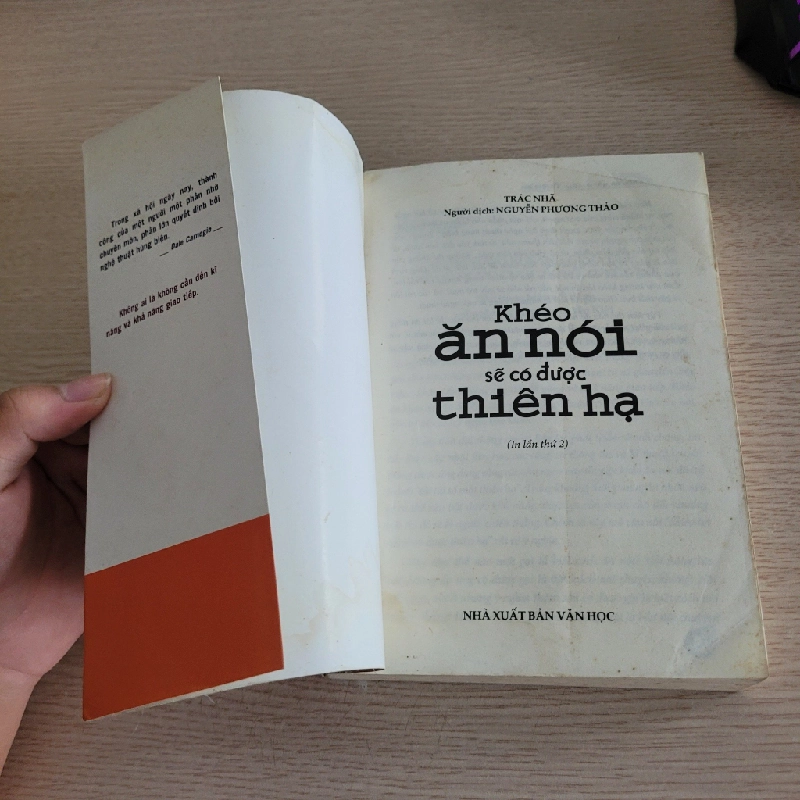 Trong xã hội ngày nay, thành
công của một người một phần nhờ
chuyên môn, phần lớn quyết định bởi
nghệ thuật hùng biện.
— Dale Carnegie —
Không ai là không cần đến kĩ
năng và khả năng giao tiếp.
TRÁC NHÃ
Người dịch: NGUYỄN PHƯƠNG THẢO
Khéo
ăn nói
sẽ có được
thiên hạ
(In lần thứ 2)
NHÀ XUẤT BẢN VĂN HỌC